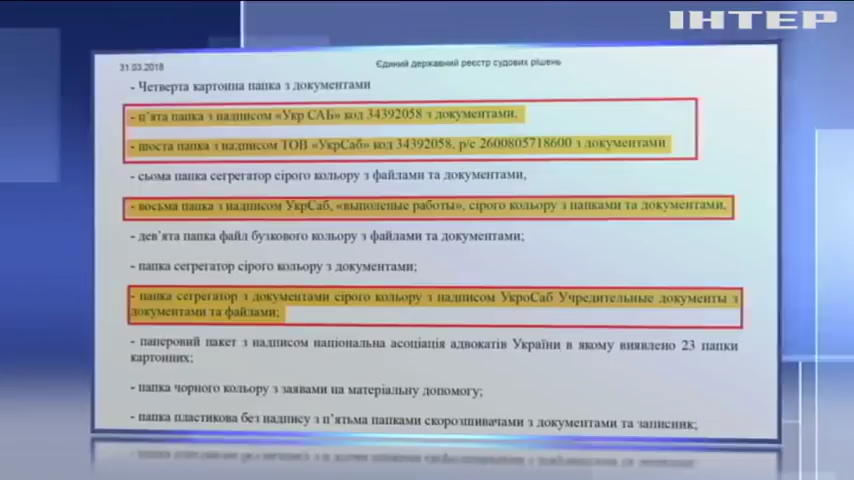 ІНТЕР
31.03.2018 Єдиний державний реєстр судових рішень
- Четверта картонна папка з документами
- п'ята папка з надписом «Укр САБ» код 34392058 з документами,
- шоста папка з надписом ТОВ «УкрСаб» код 34392058, р/с 2600805718600 з документами
- сьома папка сегрегатор сірого кольору з файлами та документами,
- восьма папка з надписом УкрСаб, «выполеные работы», сірого кольору з папками та документами,
- дев'ята папка файл бузкового кольору з файлами та документами;
- папка сегрегатор сірого кольору з документами;
- папка сегрегатор з документами сірого кольору з надписом УкроСаб Учредительные документы з
документами та файлами;
- паперовий пакет з надписом національна асоціація адвокатів України в якому виявлено 23 папки
картонних;
- папка чорного кольору з заявами на матеріальну допомогу;
- папка пластикова без надпису з п'ятьма папками скорозшивачами з документами та записник;